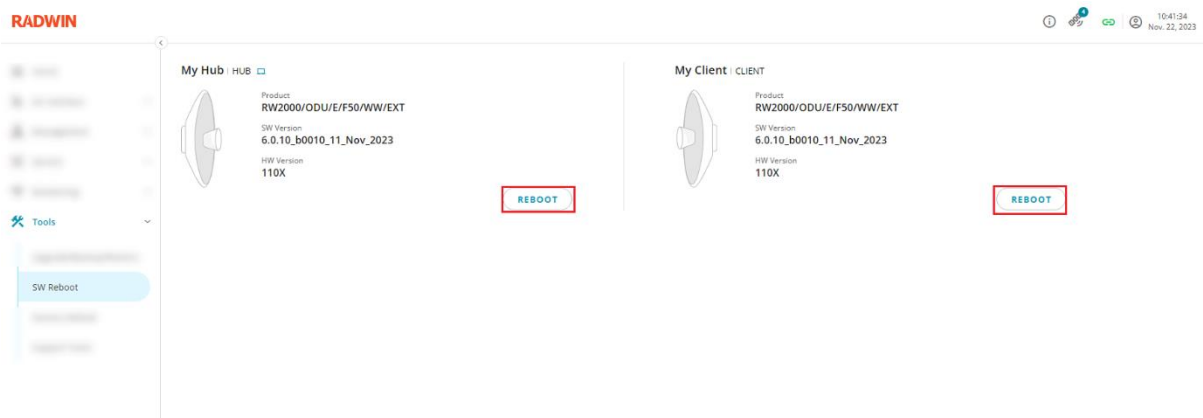 RADWIN
4
10:41:34
Nov. 22, 2023
My Hub | HUB
Product
RW2000/ODU/E/F50/WW/EXT
SW Version
6.0.10_b0010_11_Nov_2023
HW Version
110X
REBOOT
My Client | CLIENT
Product
RW2000/ODU/E/F50/WW/EXT
SW Version
6.0.10_b0010_11_Nov_2023
HW Version
110X
REBOOT
Tools
SW Reboot